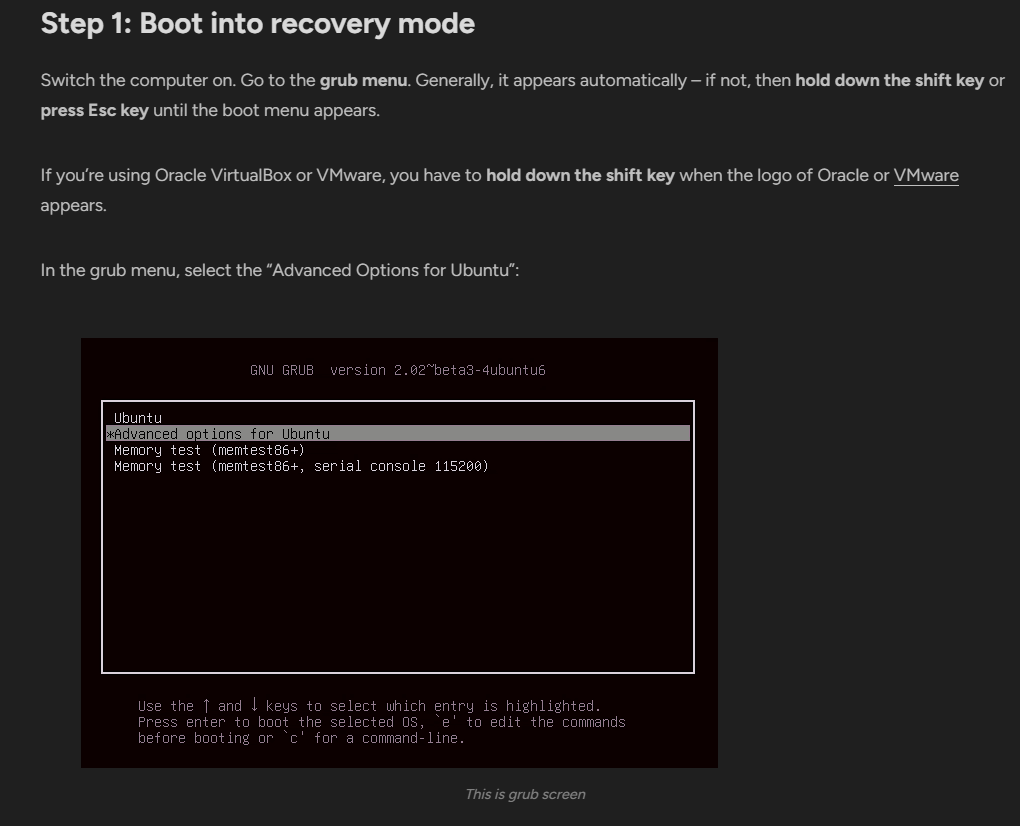 Step 1: Boot into recovery mode
Switch the computer on. Go to the grub menu. Generally, it appears automatically – if not, then hold down the shift key or
press Esc key until the boot menu appears.
If you’re using Oracle VirtualBox or VMware, you have to hold down the shift key when the logo of Oracle or VMware
appears.
In the grub menu, select the “Advanced Options for Ubuntu”:
GNU GRUB  version 2.02~beta3-4ubuntu6
Ubuntu
*Advanced options for Ubuntu
Memory test (memtest86+)
Memory test (memtest86+, serial console 115200)
Use the ↑ and ↓ keys to select which entry is highlighted.
Press enter to boot the selected OS, `e' to edit the commands
before booting or `c' for a command-line.
This is grub screen